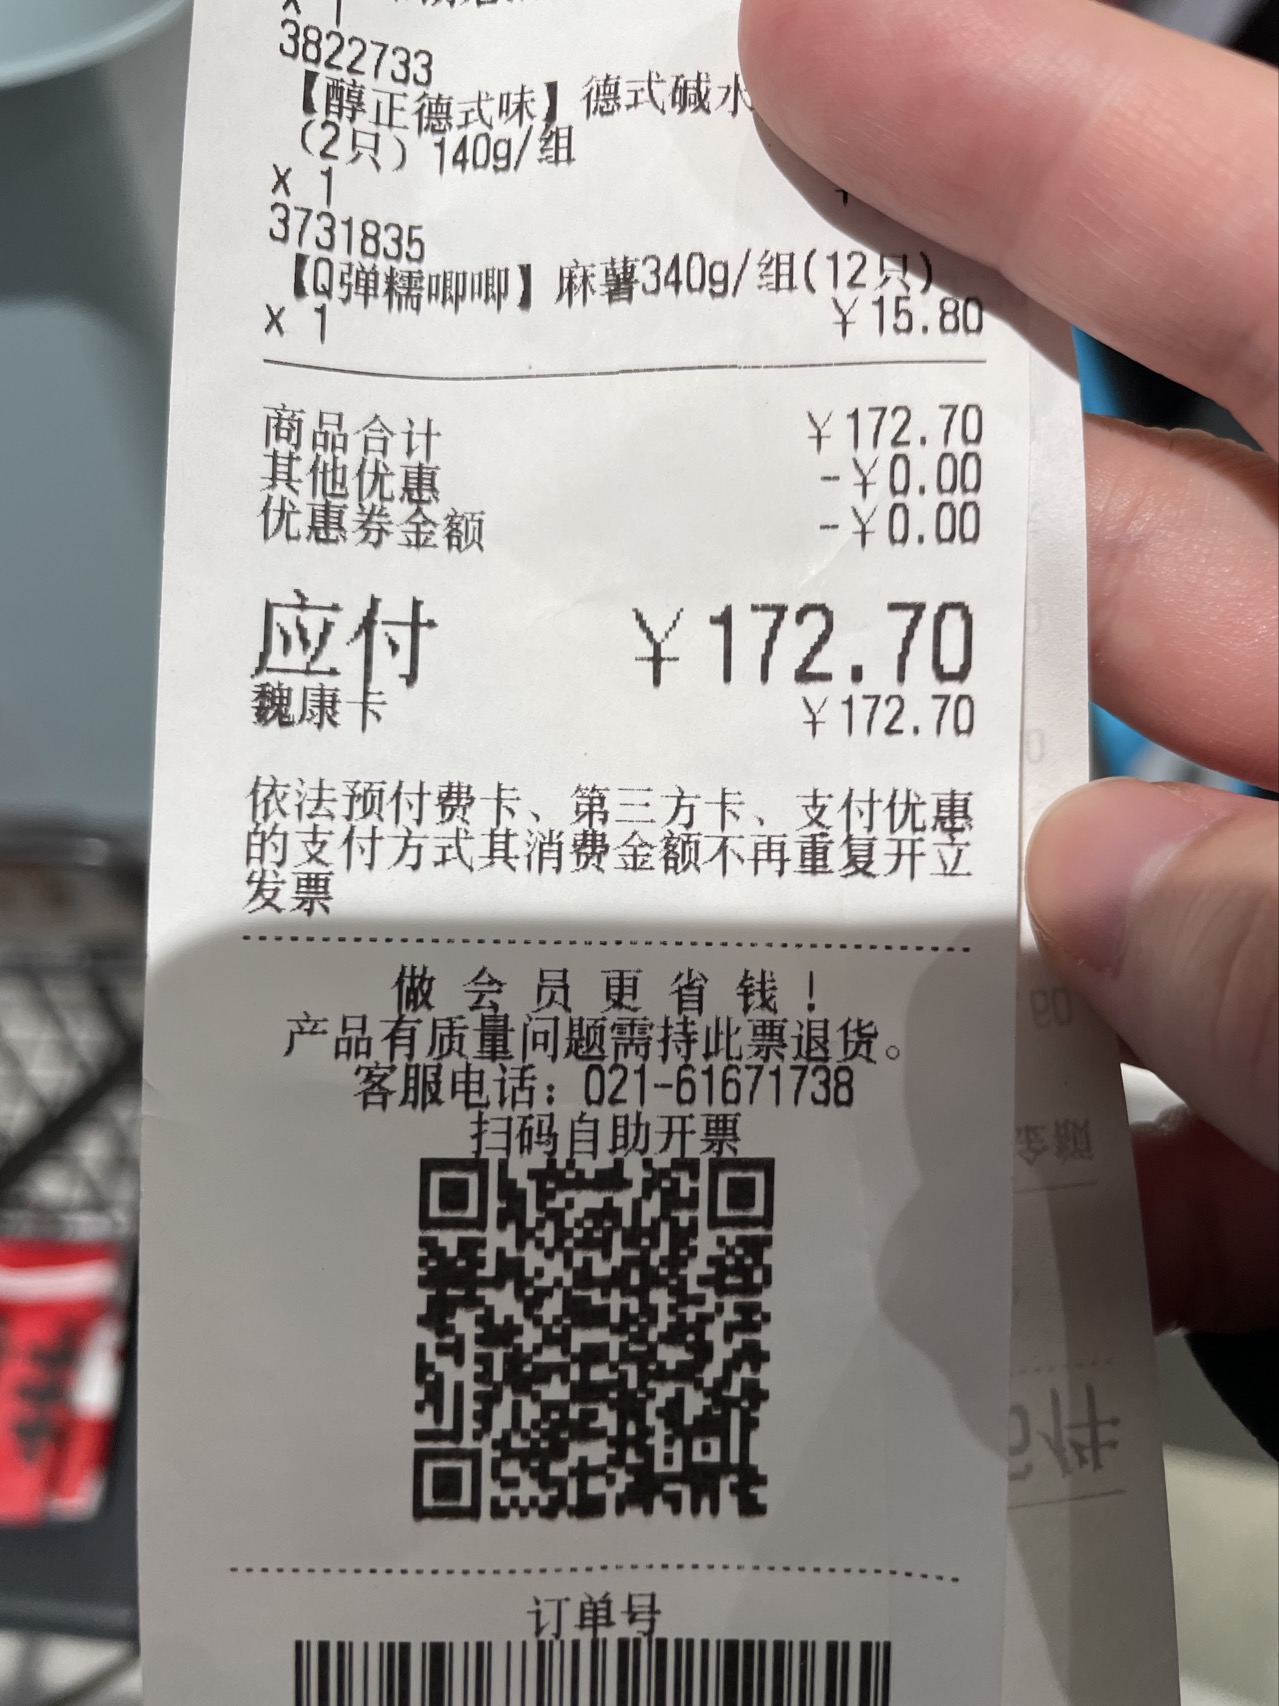 x 1
3822733
【醇正德式味】德式碱水
(2只) 140g/组
x 1
3731835
【Q弹糯唧唧】麻薯340g/组(12只)
x 1 ￥15.80
商品合计 ￥172.70
其他优惠 -￥0.00
优惠券金额 -￥0.00
应付 ￥172.70
魏康卡 ￥172.70
依法预付费卡、第三方卡、支付优惠
的支付方式其消费金额不再重复开立
发票
做会员更省钱！
产品有质量问题需持此票退货。
客服电话：021-61671738
扫码自助开票
订单号